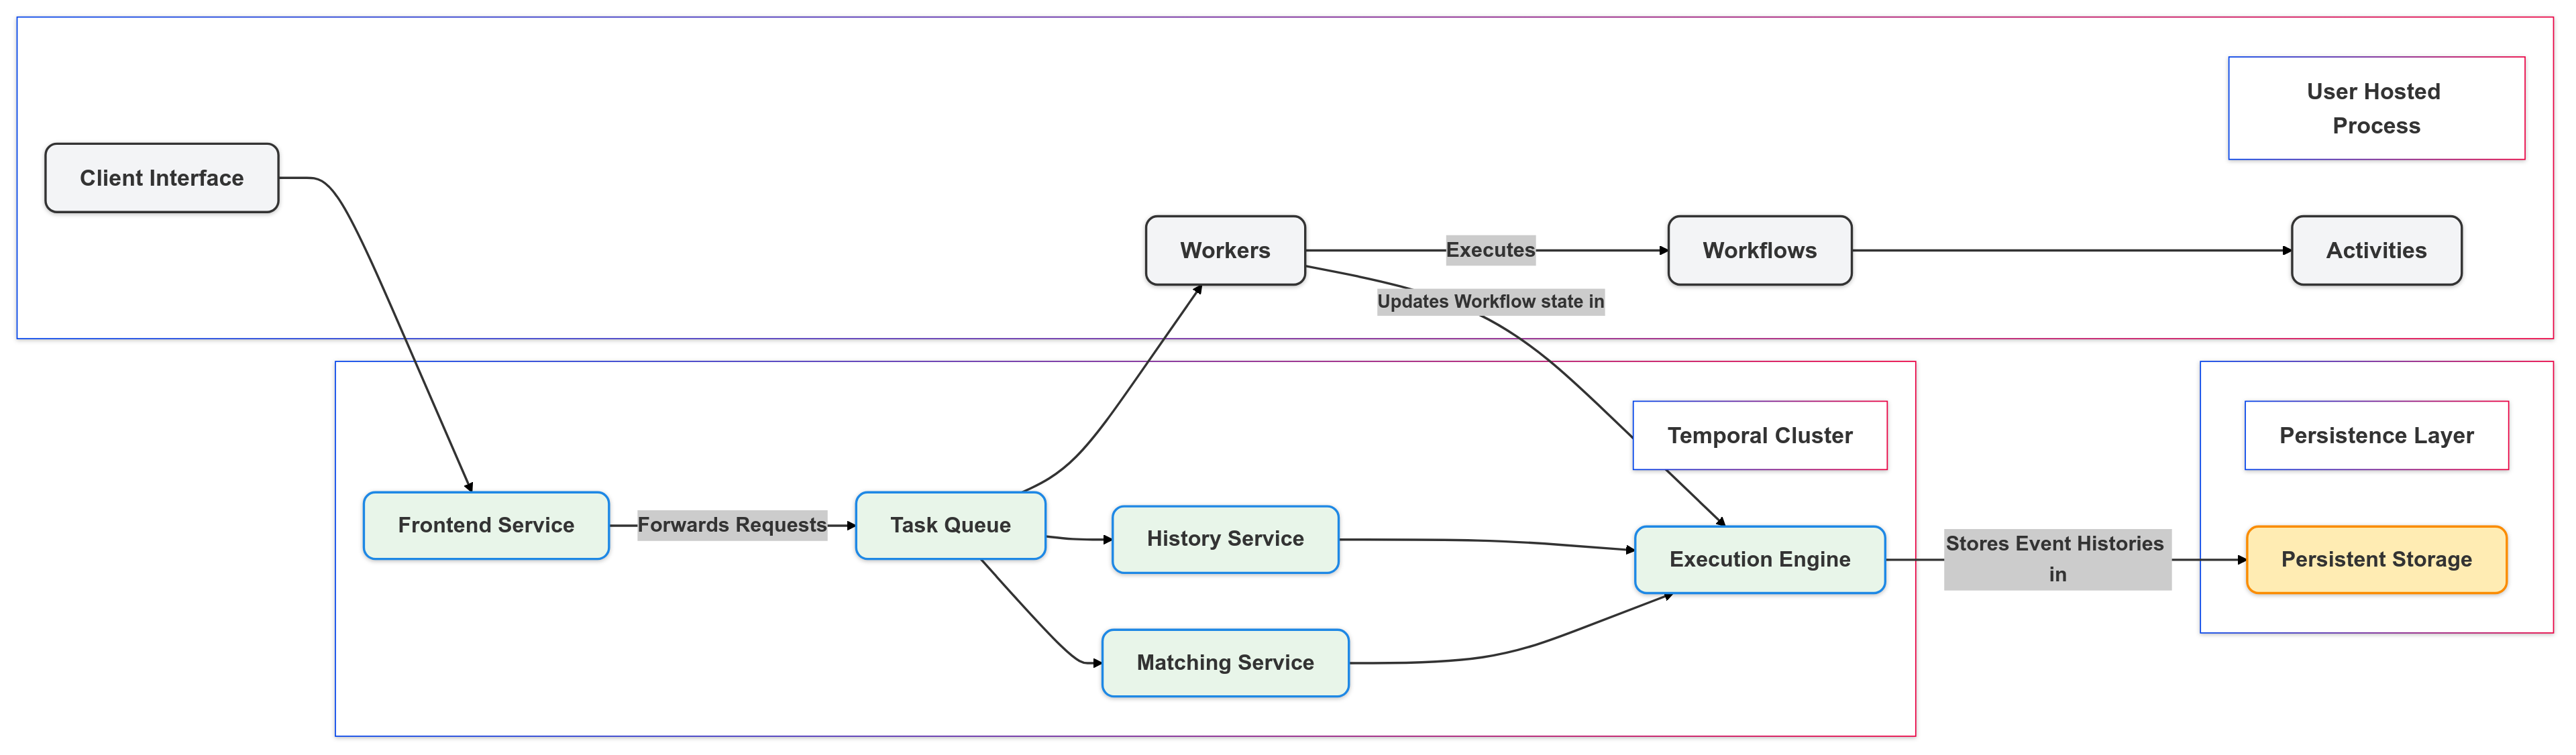 User Hosted
Process
Client Interface
Workers
Executes
Workflows
Activities
Updates Workflow state in
Temporal Cluster
Persistence Layer
Frontend Service
Forwards Requests
Task Queue
History Service
Execution Engine
Stores Event Histories
in
Persistent Storage
Matching Service